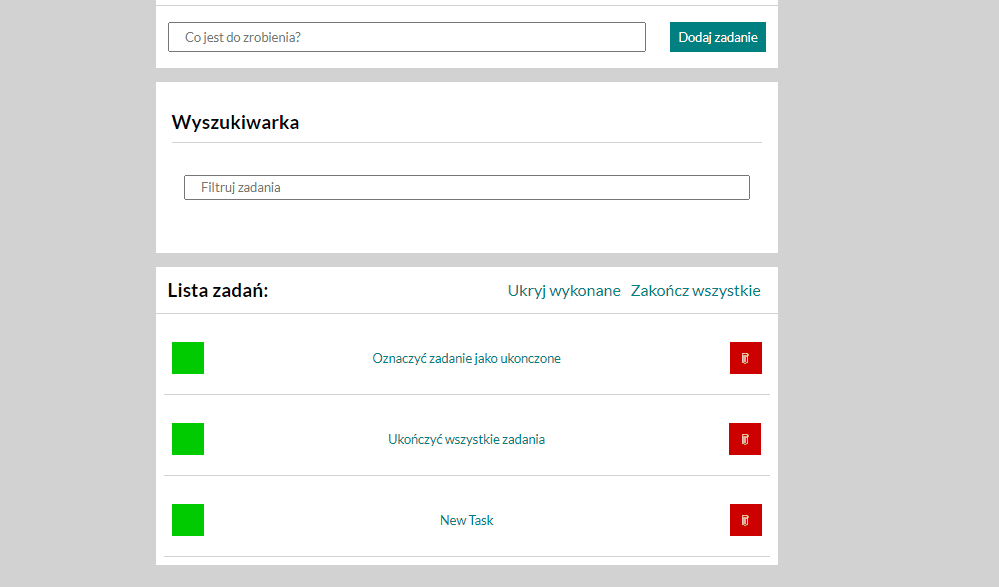 Co jest do zrobienia?
Dodaj zadanie
Wyszukiwarka
Filtruj zadania
Lista zadań:
Ukryj wykonane
Zakończ wszystkie
Oznaczyć zadanie jako ukonczone
Ukończyć wszystkie zadania
New Task